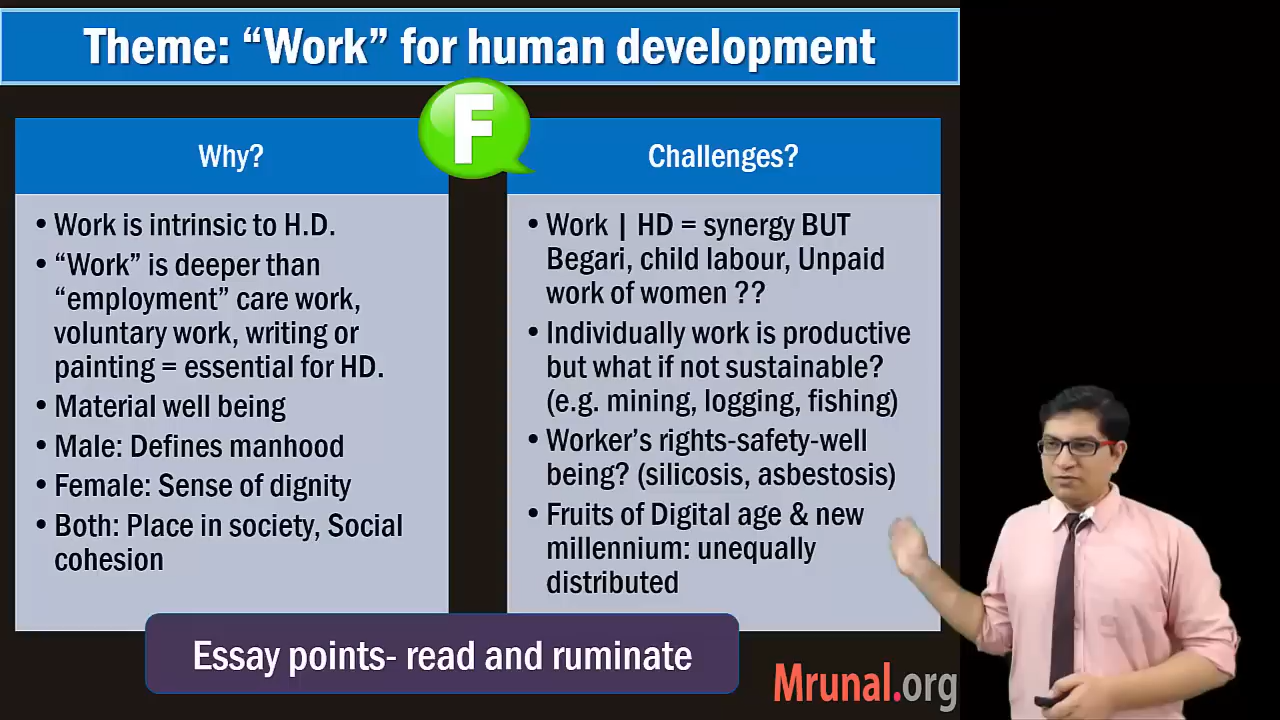 Theme: “Work” for human development
F
Why?
• Work is intrinsic to H.D.
• “Work” is deeper than
“employment” care work,
voluntary work, writing or
painting = essential for HD.
• Material well being
• Male: Defines manhood
• Female: Sense of dignity
• Both: Place in society, Social
cohesion
Challenges?
• Work | HD = synergy BUT
Begari, child labour, Unpaid
work of women ??
• Individually work is productive
but what if not sustainable?
(e.g. mining, logging, fishing)
• Worker’s rights-safety-well
being? (silicosis, asbestosis)
• Fruits of Digital age & new
millennium: unequally
distributed
Essay points- read and ruminate
Mrunal.org